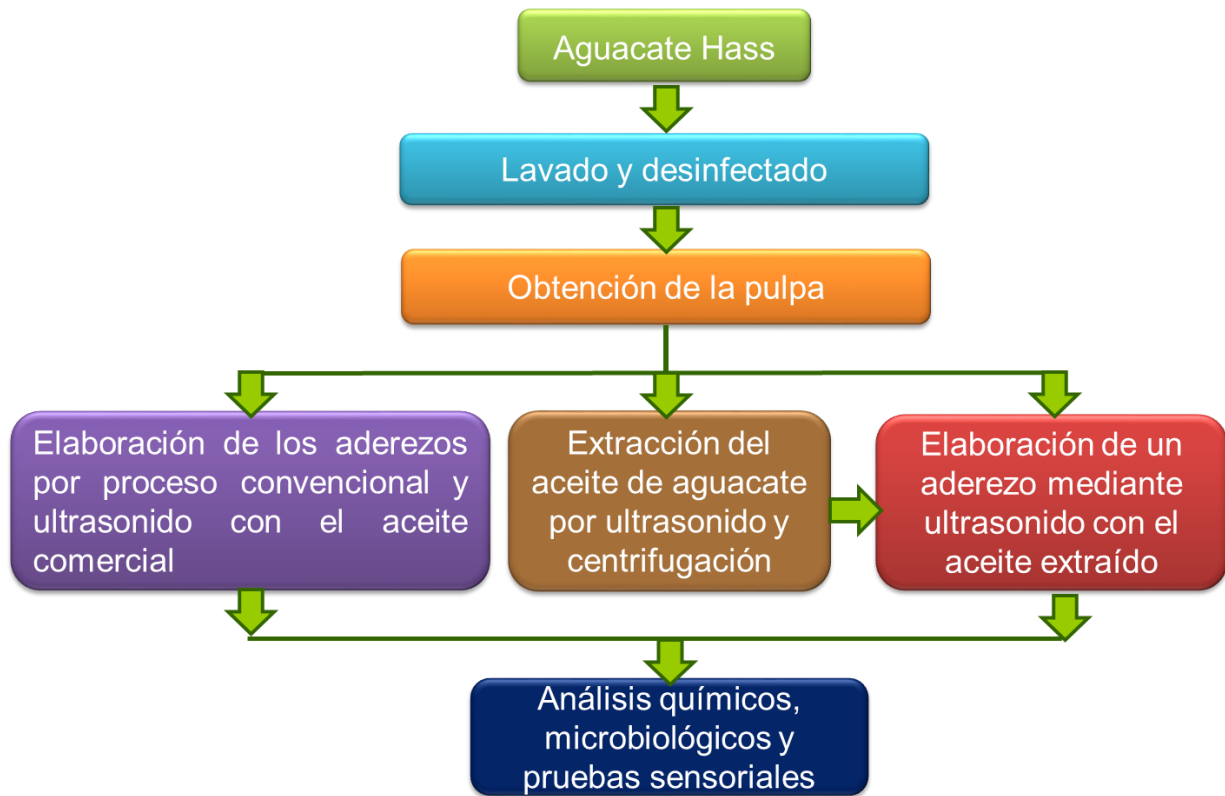 Aguacate Hass
Lavado y desinfectado
Obtención de la pulpa
Elaboración de los aderezos
por proceso convencional y
ultrasonido con el aceite
comercial
Extracción del
aceite de aguacate
por ultrasonido y
centrifugación
Elaboración de un
aderezo mediante
ultrasonido con el
aceite extraído
Análisis químicos,
microbiológicos y
pruebas sensoriales